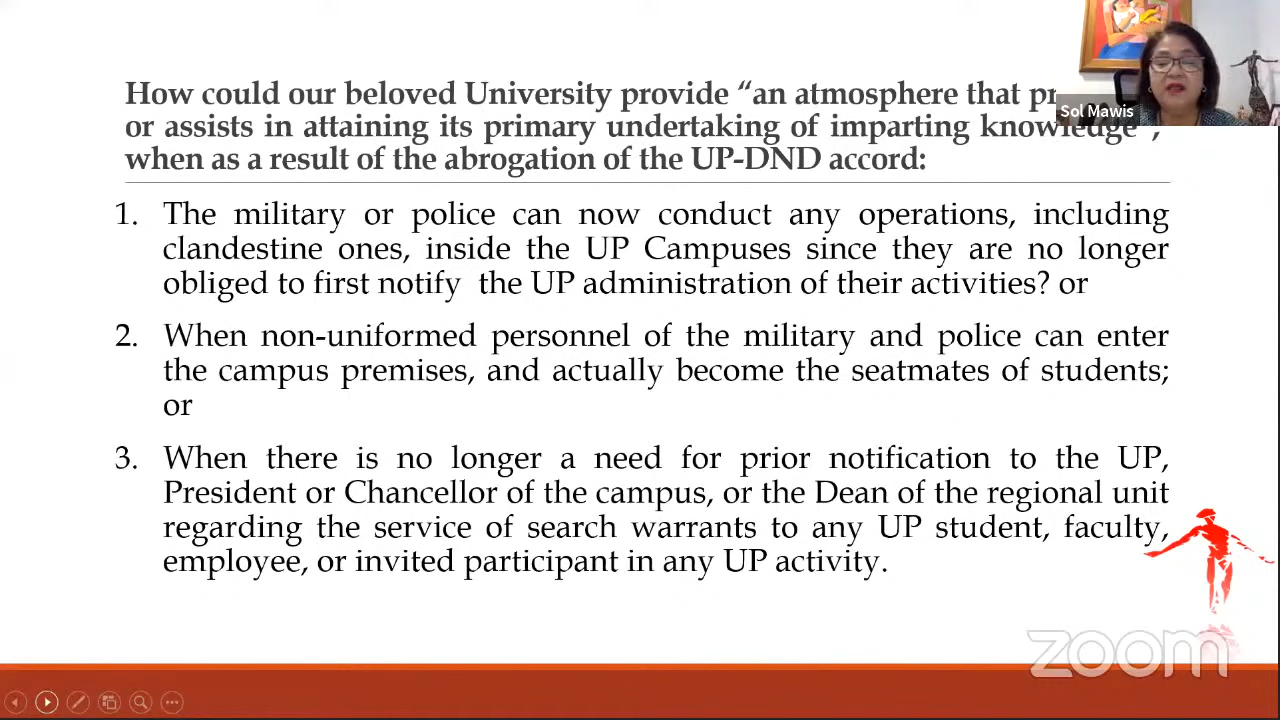 How could our beloved University provide “an atmosphere that
Sol Mawis
or assists in attaining its primary undertaking of imparting knowledge”,
when as a result of the abrogation of the UP-DND accord:
1. The military or police can now conduct any operations, including
clandestine ones, inside the UP Campuses since they are no longer
obliged to first notify the UP administration of their activities? or
2. When non-uniformed personnel of the military and police can enter
the campus premises, and actually become the seatmates of students;
or
3. When there is no longer a need for prior notification to the UP,
President or Chancellor of the campus, or the Dean of the regional unit
regarding the service of search warrants to any UP student, faculty,
employee, or invited participant in any UP activity.
zoom